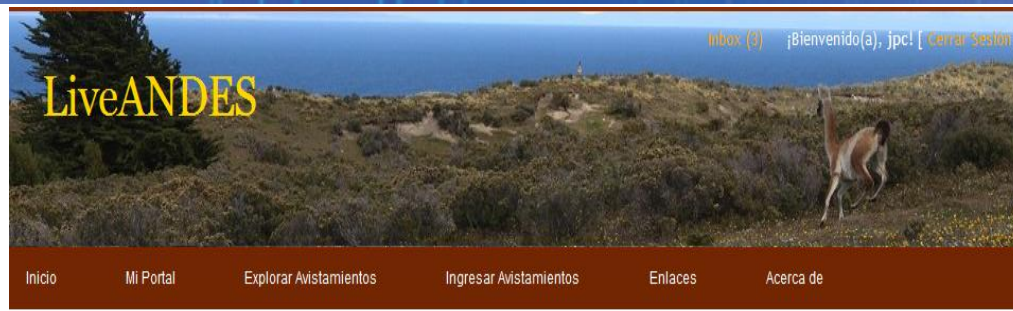 Inbox (3) ¡Bienvenido(a), jpc! [ Cerrar Sesión
LiveANDES
Inicio Mi Portal Explorar Avistamientos Ingresar Avistamientos Enlaces Acerca de